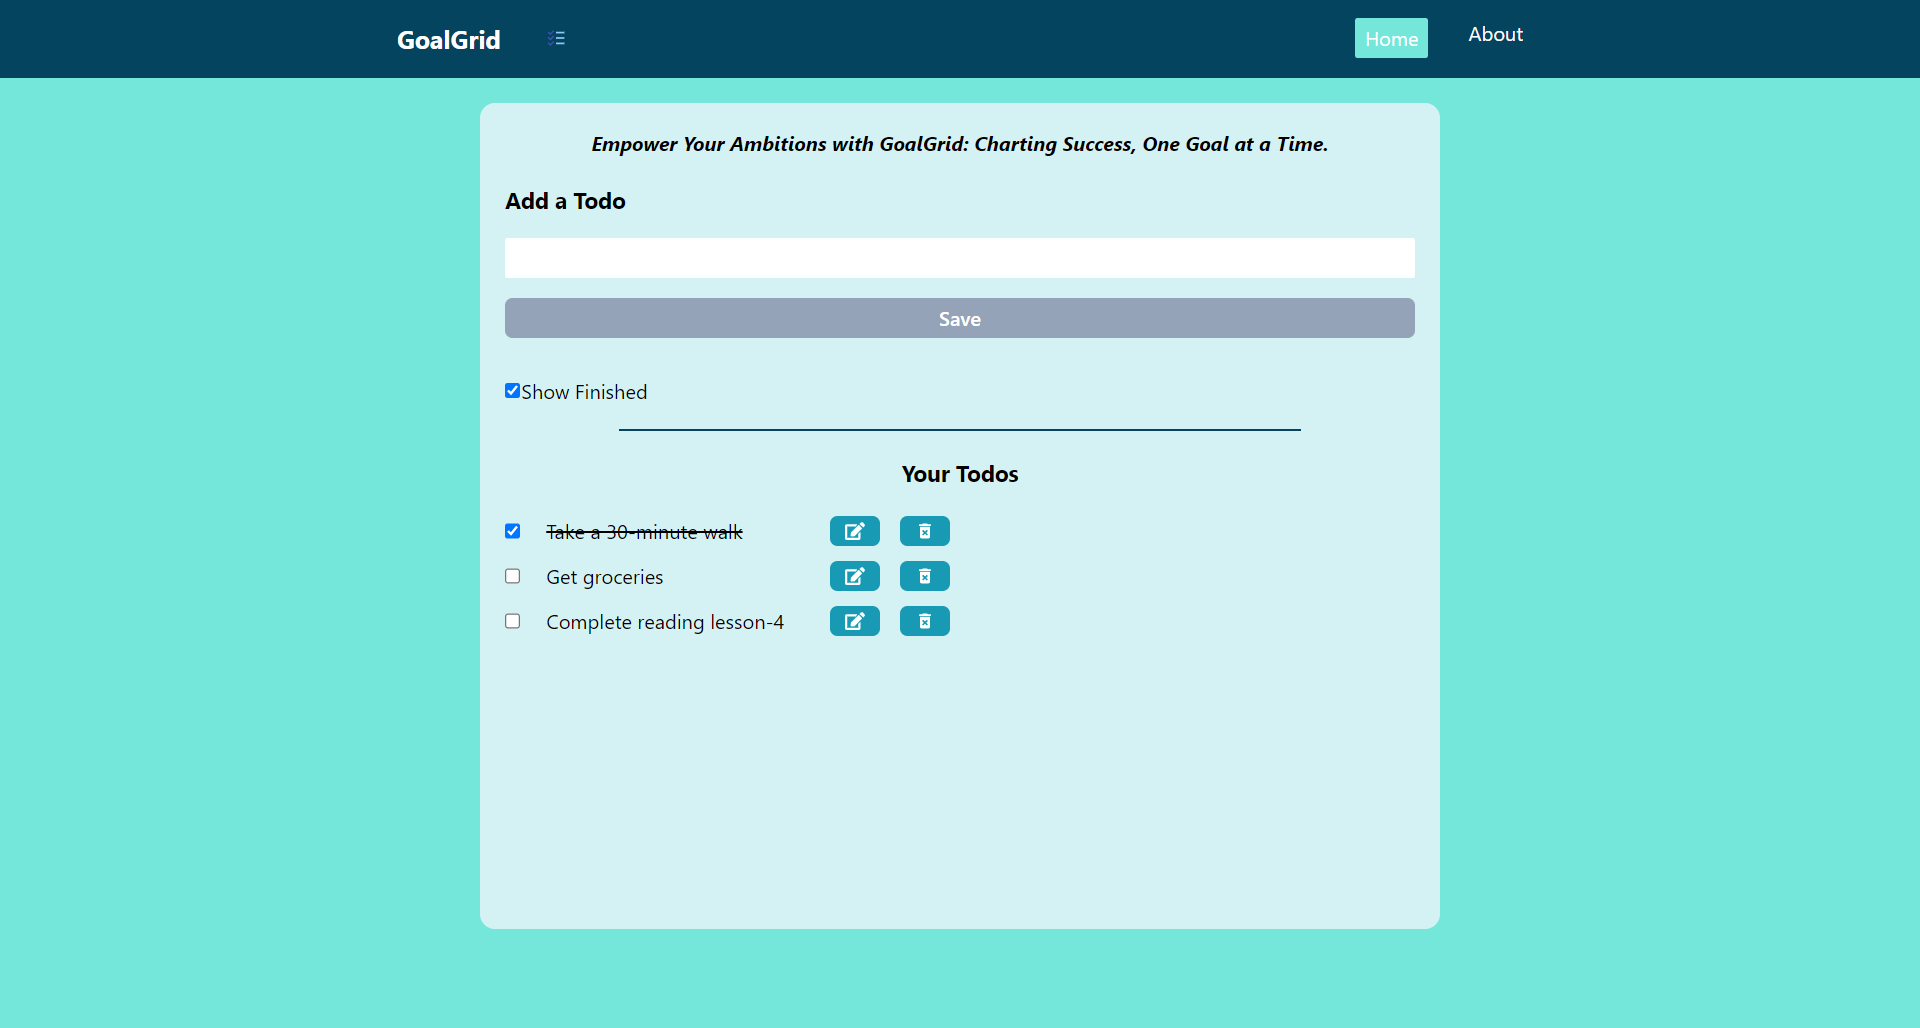 GoalGrid
Home
About
Empower Your Ambitions with GoalGrid: Charting Success, One Goal at a Time.
Add a Todo
Save
Show Finished
Your Todos
Take a 30-minute walk
Get groceries
Complete reading lesson-4